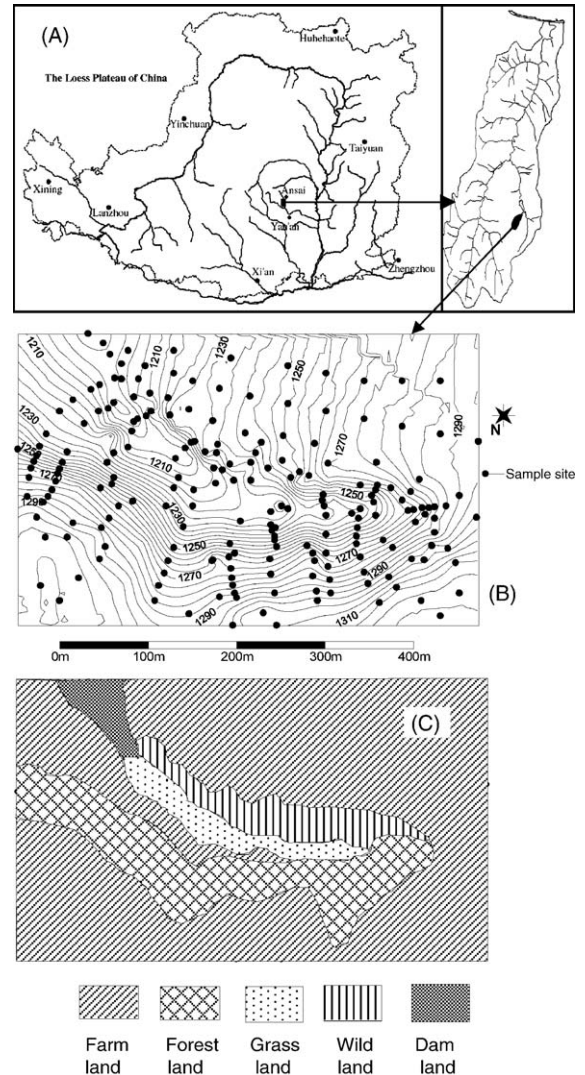 (A)
Huhehaote
The Loess Plateau of China
Yinchuan
Taiyuan
Xining
Ansai
Lanzhou
Yan'an
Xi'an
Zhengzhou
1210
1210
1230
1250
1230
1290
1270
N
1210
1250
1270
1290
1250
Sample site
1230
1250
1270
1270
1290
1290
1310
(B)
0m 100m 200m 300m 400m
(C)
Farm land
Forest land
Grass land
Wild land
Dam land